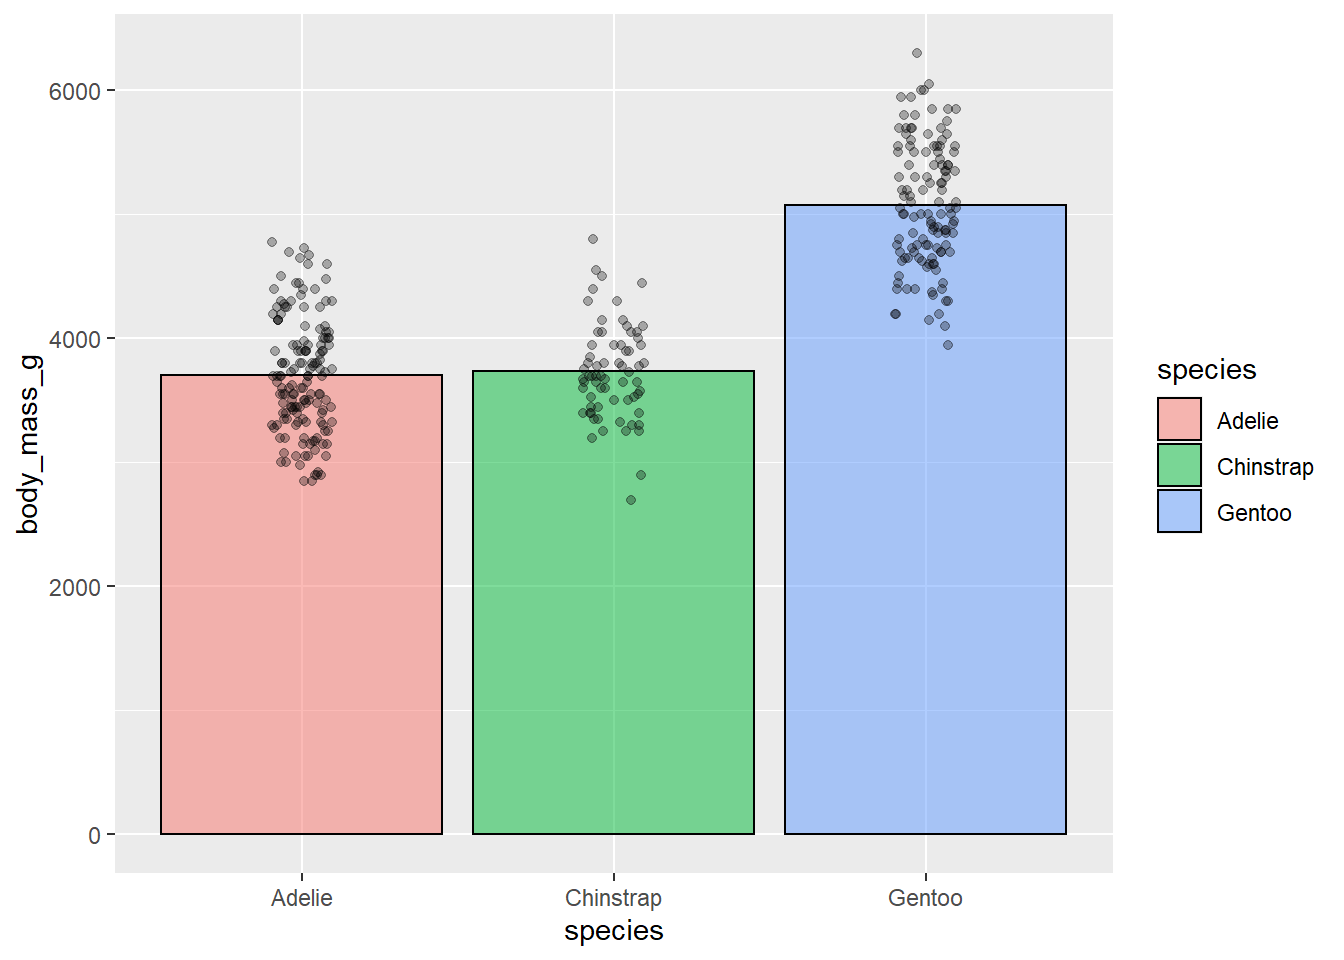 6000
4000
2000
0
body_mass_g
Adelie
Chinstrap
Gentoo
species
species
Adelie
Chinstrap
Gentoo